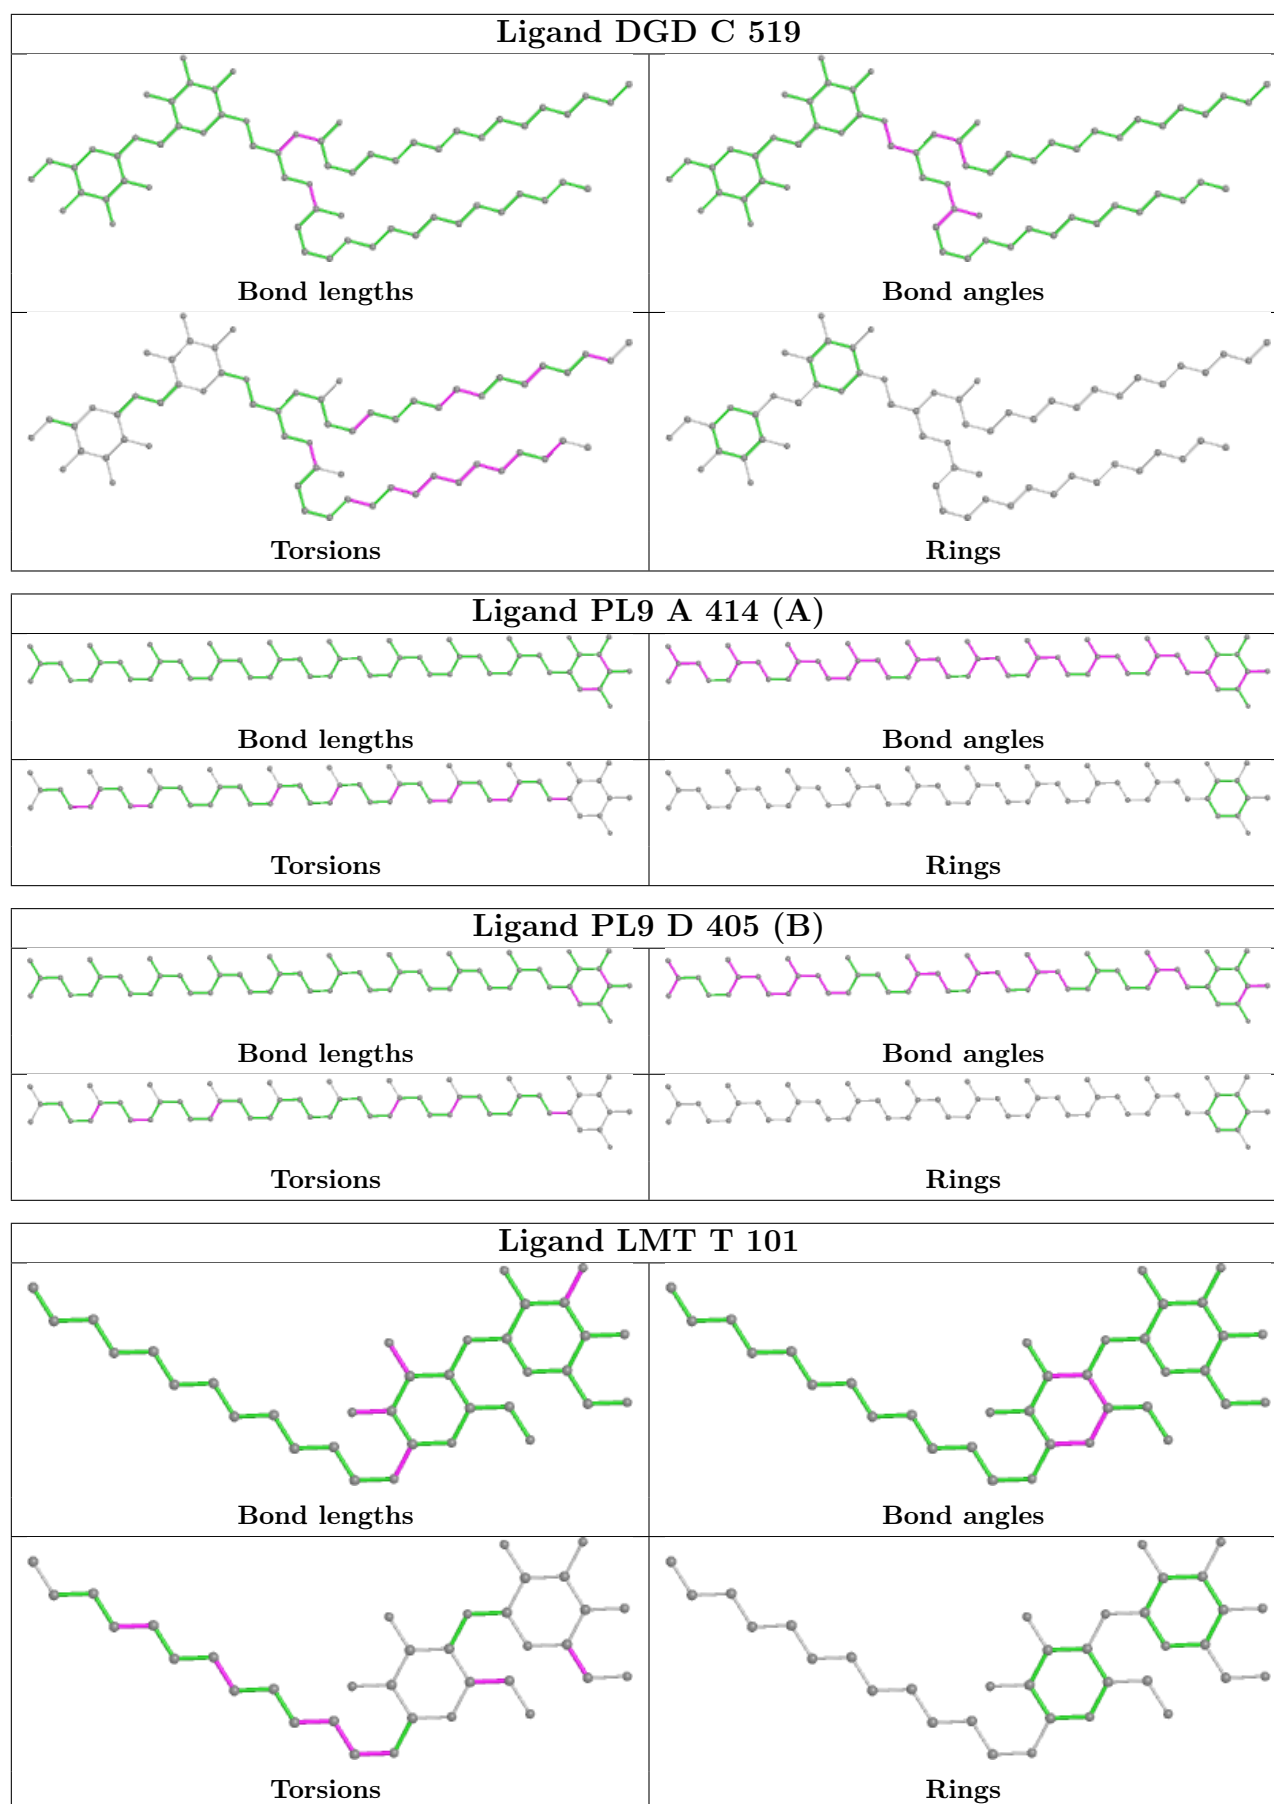 Ligand DGD C 519
Bond lengths
Bond angles
Torsions
Rings
Ligand PL9 A 414 (A)
Bond lengths
Bond angles
Torsions
Rings
Ligand PL9 D 405 (B)
Bond lengths
Bond angles
Torsions
Rings
Ligand LMT T 101
Bond lengths
Bond angles
Torsions
Rings